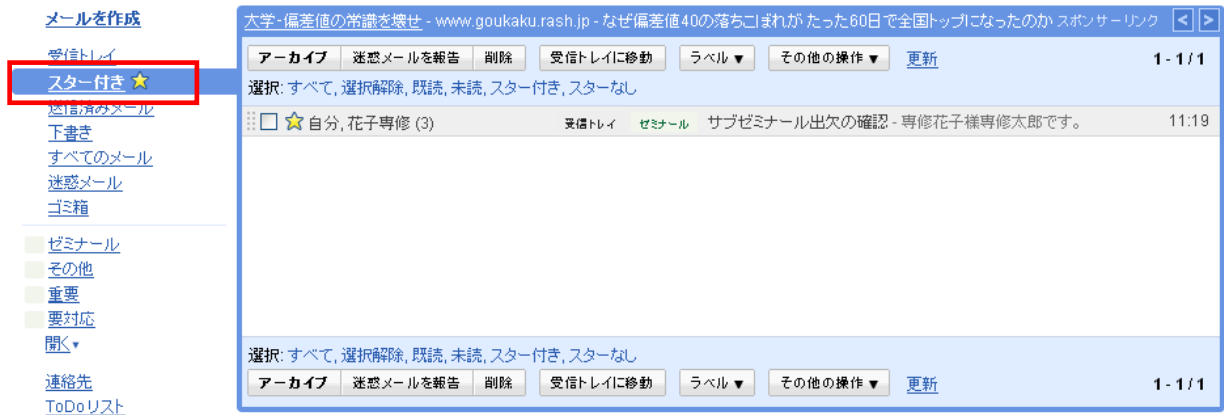 メールを作成
受信トレイ
スター付き
送信済みメール
下書き
すべてのメール
迷惑メール
ゴミ箱
ゼミナール
その他
重要
要対応
開く▼
連絡先
ToDoリスト
大学-偏差値の常識を壊せ - www.goukaku.rash.jp - なぜ偏差値40の落ちこぼれが たった60日で全国トップになったのか スポンサーリンク < >
アーカイブ 迷惑メールを報告 削除 受信トレイに移動 ラベル ▼ その他の操作 ▼ 更新 1 - 1 / 1
選択: すべて, 選択解除, 既読, 未読, スター付き, スターなし
自分, 花子専修 (3) 受信トレイ ゼミナール サブゼミナール出欠の確認 - 専修花子様専修太郎です。 11:19
選択: すべて, 選択解除, 既読, 未読, スター付き, スターなし
アーカイブ 迷惑メールを報告 削除 受信トレイに移動 ラベル ▼ その他の操作 ▼ 更新 1 - 1 / 1